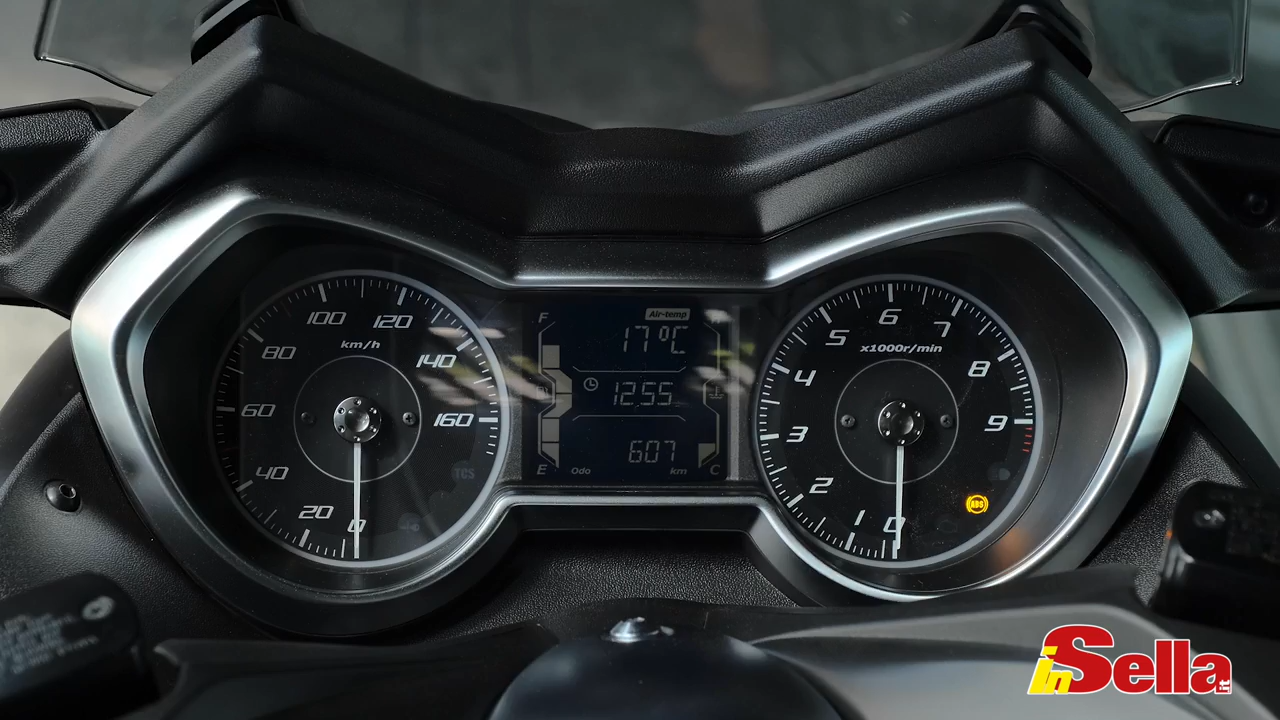 100 120
km/h
80
140
60
160
40
TCS
20
0
F
Air-temp
17°C
12:55
607
E
Odo
km
C
6
5
7
x1000r/min
4
8
3
9
2
ABS
1
0
inSella.it